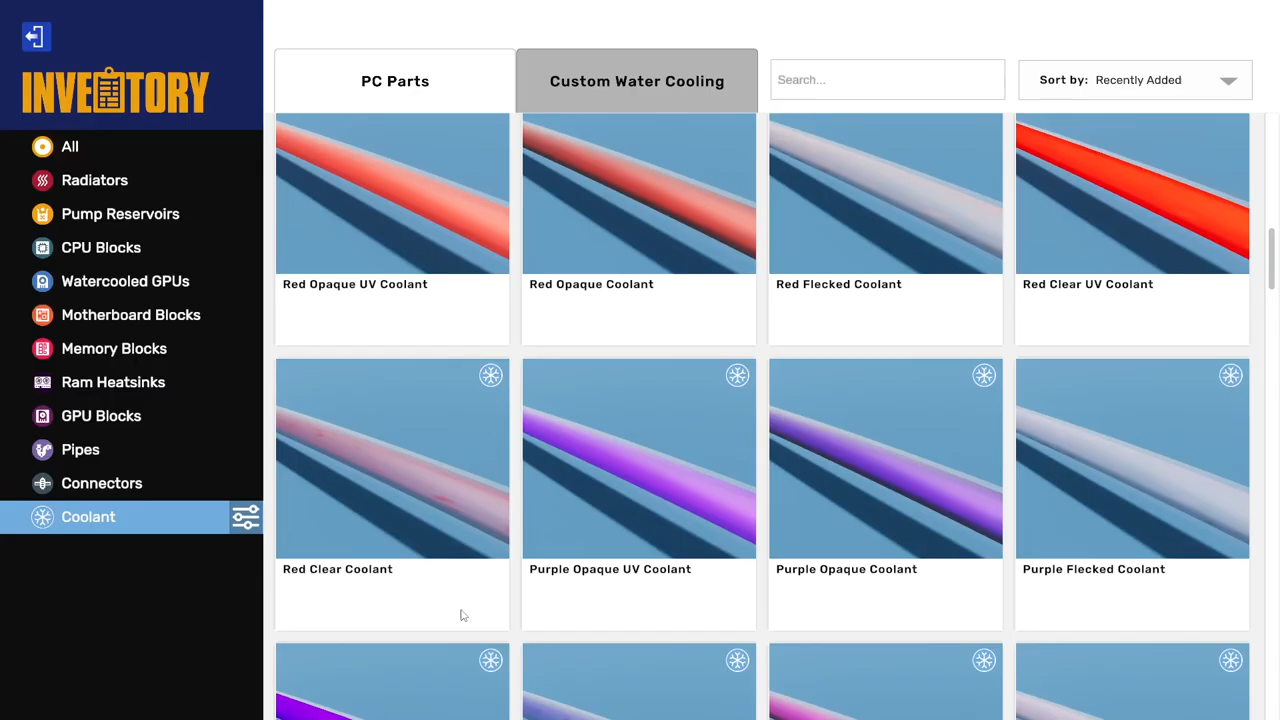 INVENTORY
All
Radiators
Pump Reservoirs
CPU Blocks
Watercooled GPUs
Motherboard Blocks
Memory Blocks
Ram Heatsinks
GPU Blocks
Pipes
Connectors
Coolant
PC Parts
Custom Water Cooling
Search...
Sort by: Recently Added
Red Opaque UV Coolant
Red Opaque Coolant
Red Flecked Coolant
Red Clear UV Coolant
Red Clear Coolant
Purple Opaque UV Coolant
Purple Opaque Coolant
Purple Flecked Coolant